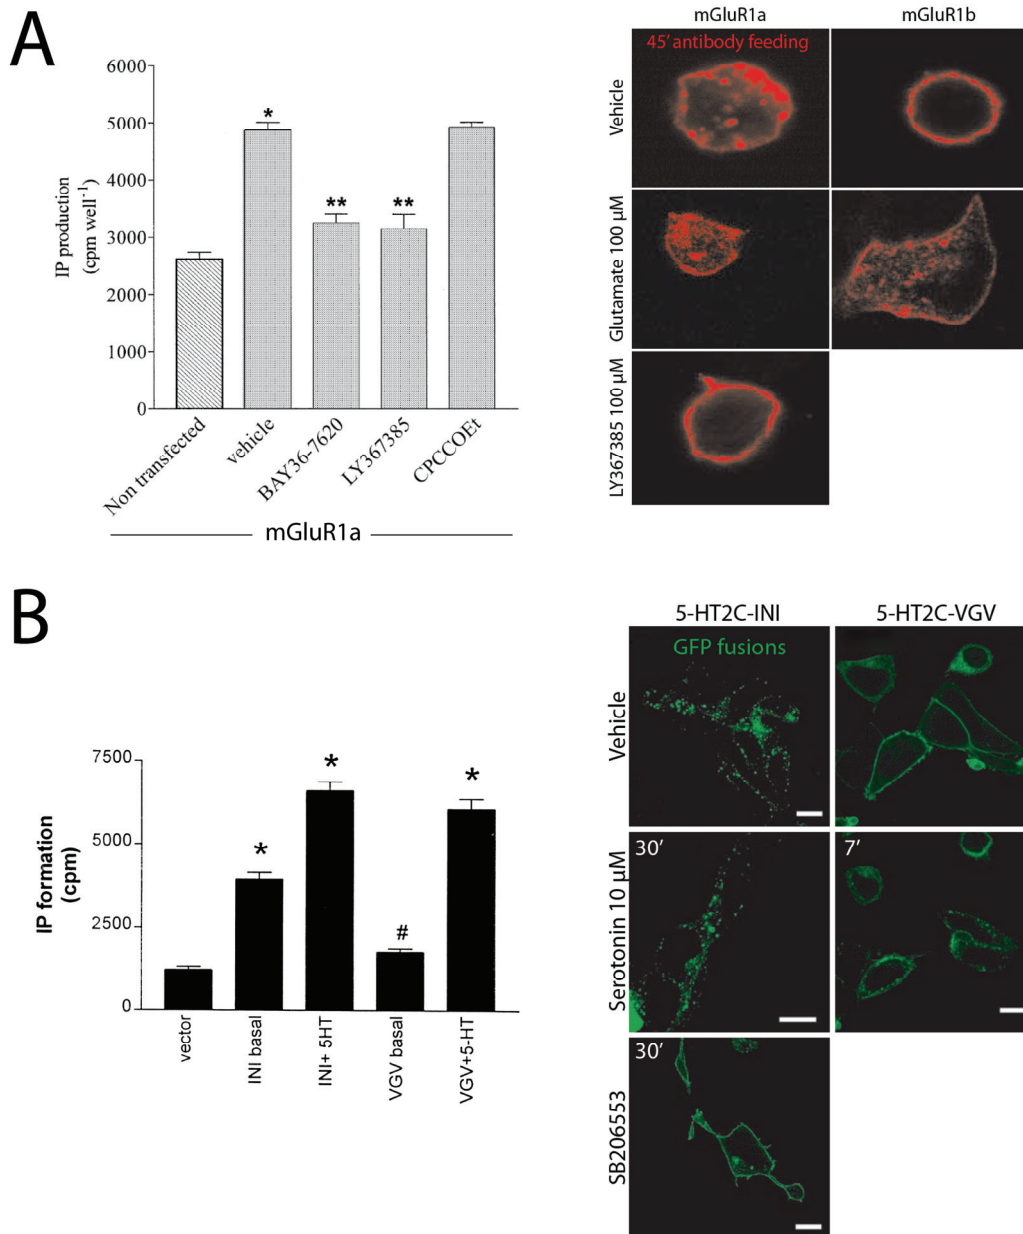 A
6000
5000
4000
3000
2000
1000
0
IP production
(cpm well⁻¹)
*
**
**
Non transfected
vehicle
BAY36-7620
LY367385
CPCCOEt
mGluR1a
mGluR1a
mGluR1b
45' antibody feeding
Vehicle
Glutamate 100 µM
LY367385 100 µM
B
7500
5000
2500
0
IP formation
(cpm)
*
*
#
*
vector
INI basal
INI+ 5HT
VGV basal
VGV+5-HT
5-HT2C-INI
5-HT2C-VGV
GFP fusions
Vehicle
30'
7'
Serotonin 10 µM
30'
SB206553